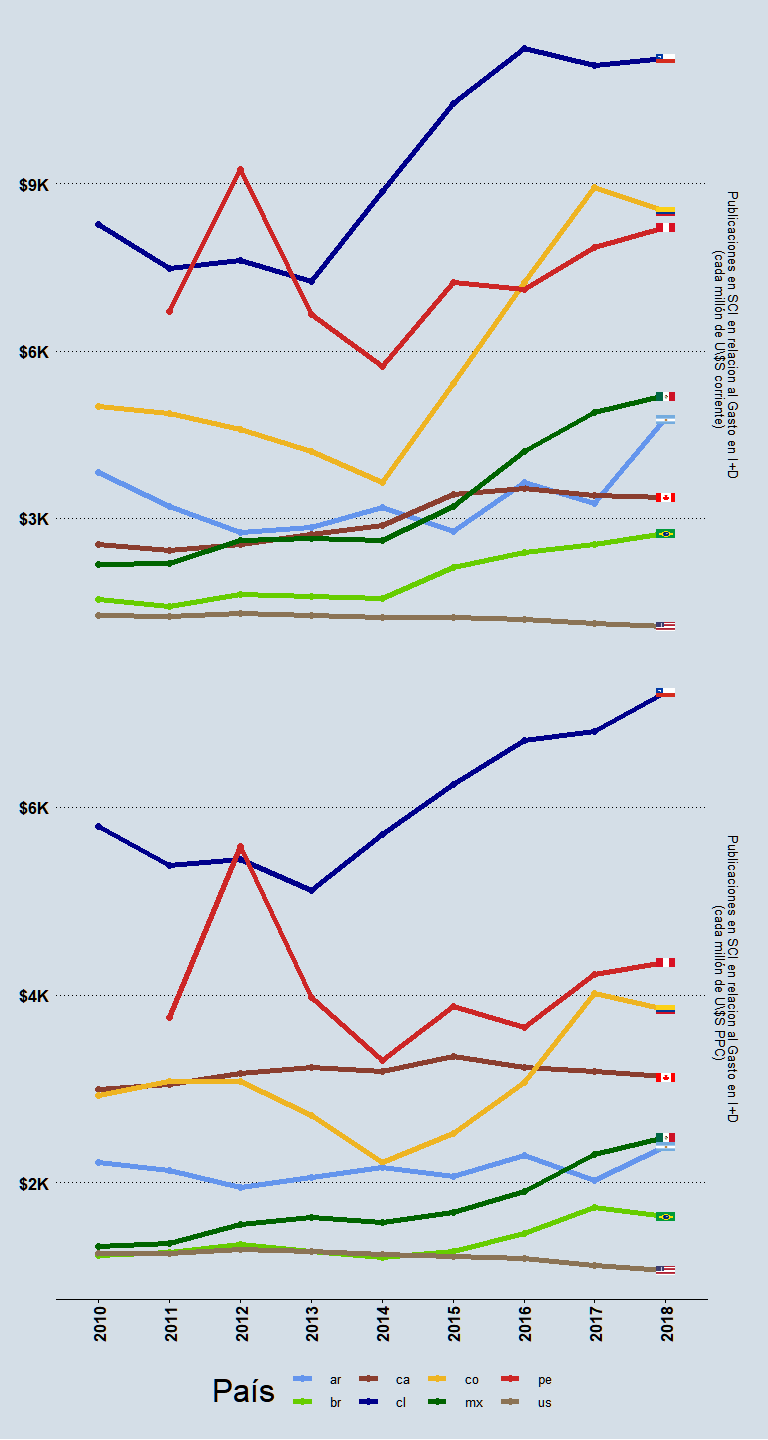 $9K
$6K
$3K
Publicaciones en SCI en relacion al Gasto en I+D
(cada millón de U\$S corriente)
$6K
$4K
$2K
Publicaciones en SCI en relacion al Gasto en I+D
(cada millón de U\$S PPC)
2010 2011 2012 2013 2014 2015 2016 2017 2018
País
ar ca co pe
br cl mx us